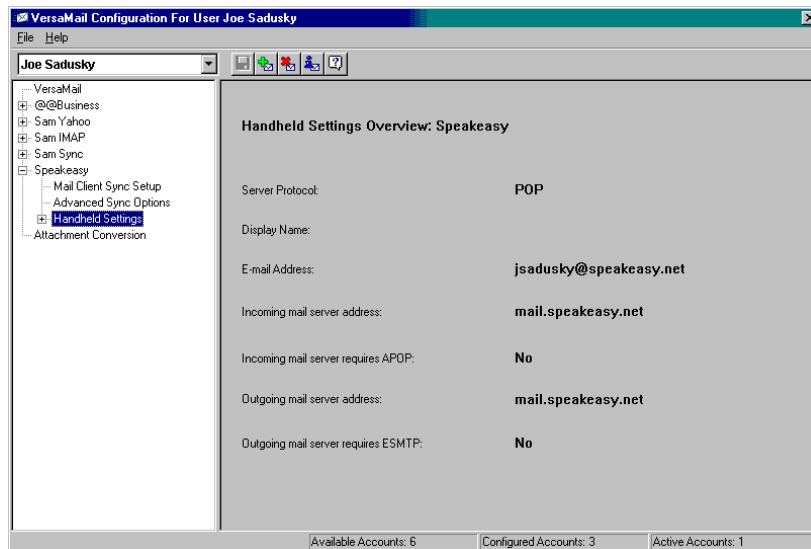 VersaMail Configuration For User Joe Sadusky
File Help
Joe Sadusky
VersaMail
@@Business
Sam Yahoo
Sam IMAP
Sam Sync
Speakeasy
Mail Client Sync Setup
Advanced Sync Options
Handheld Settings
Attachment Conversion
Handheld Settings Overview: Speakeasy
Server Protocol: POP
Display Name:
E-mail Address: jsadusky@speakeasy.net
Incoming mail server address: mail.speakeasy.net
Incoming mail server requires APOP: No
Outgoing mail server address: mail.speakeasy.net
Outgoing mail server requires ESMTP: No
Available Accounts: 6 Configured Accounts: 3 Active Accounts: 1